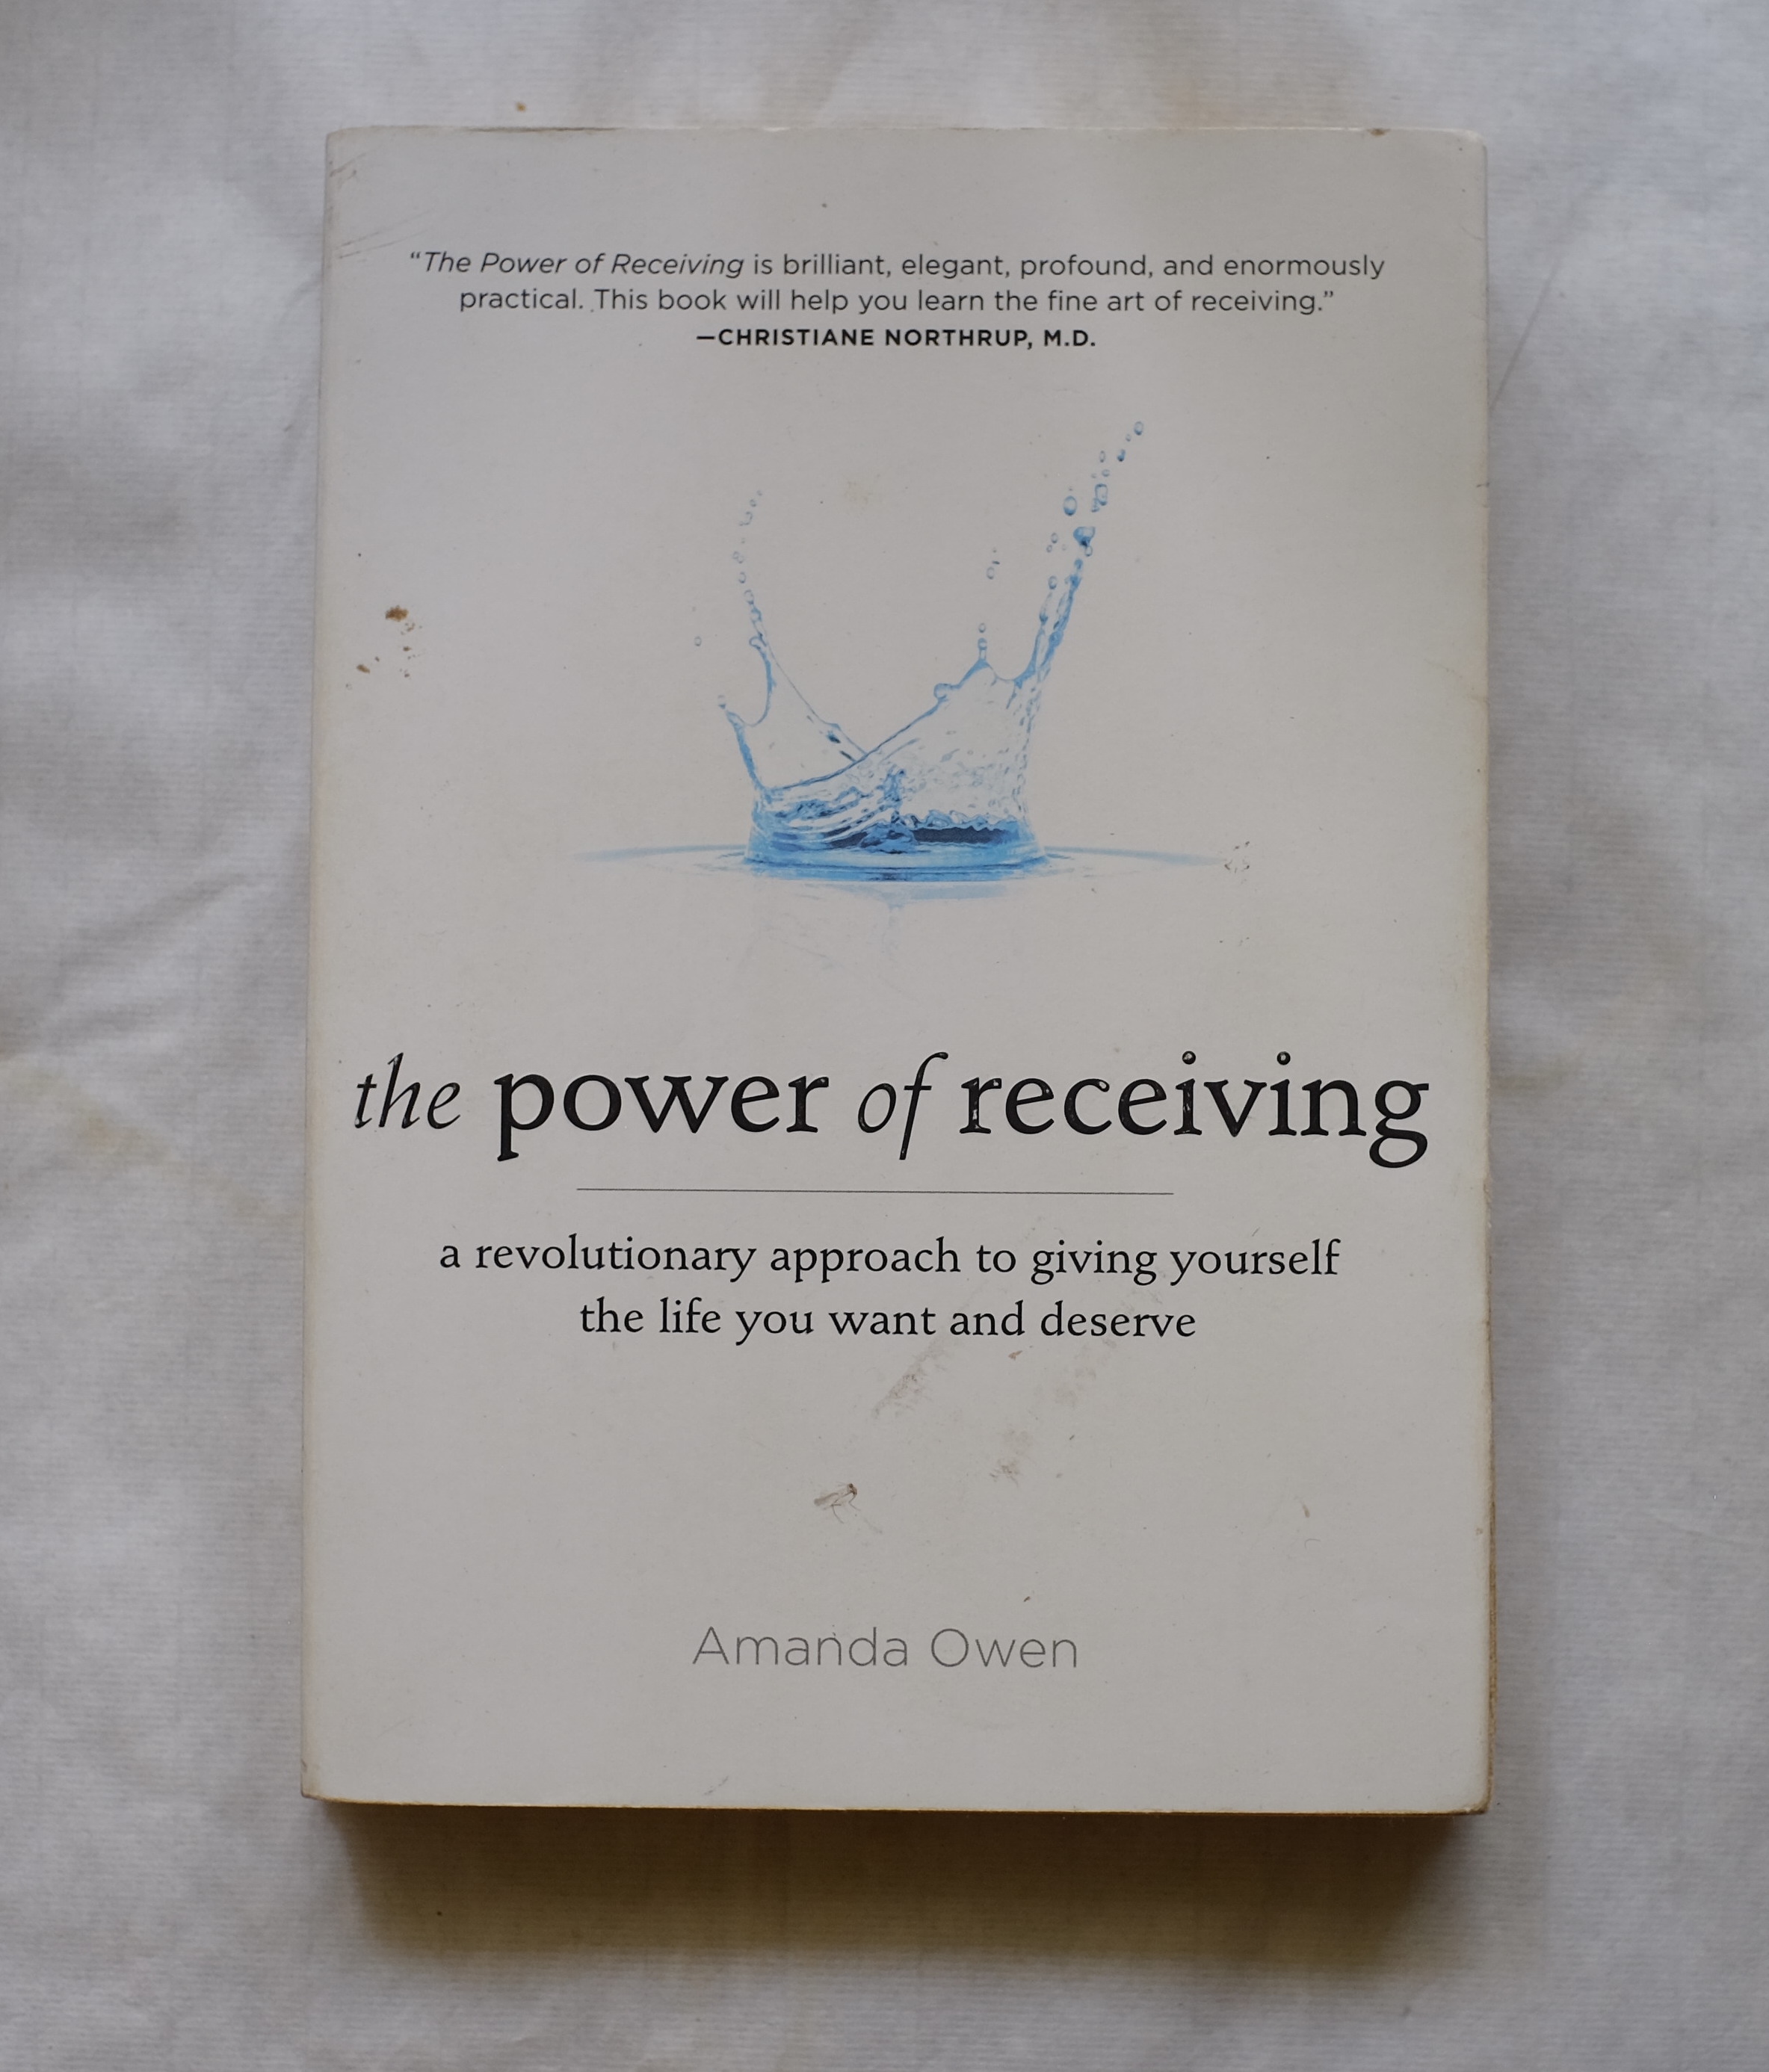 “The Power of Receiving is brilliant, elegant, profound, and enormously
practical. This book will help you learn the fine art of receiving.”
—CHRISTIANE NORTHRUP, M.D.
the power of receiving
a revolutionary approach to giving yourself
the life you want and deserve
Amanda Owen